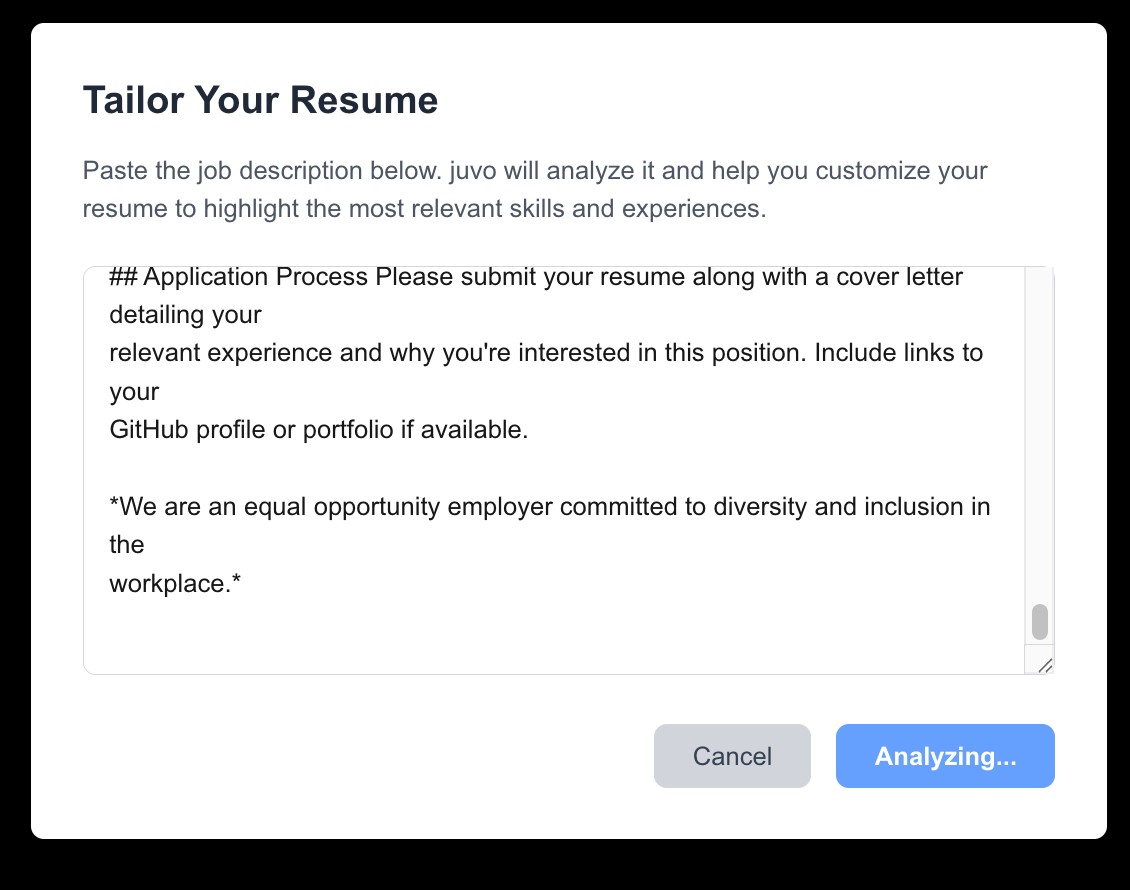 Tailor Your Resume
Paste the job description below. juvo will analyze it and help you customize your
resume to highlight the most relevant skills and experiences.
## Application Process Please submit your resume along with a cover letter
detailing your
relevant experience and why you're interested in this position. Include links to
your
GitHub profile or portfolio if available.
*We are an equal opportunity employer committed to diversity and inclusion in
the
workplace.*
Cancel
Analyzing...